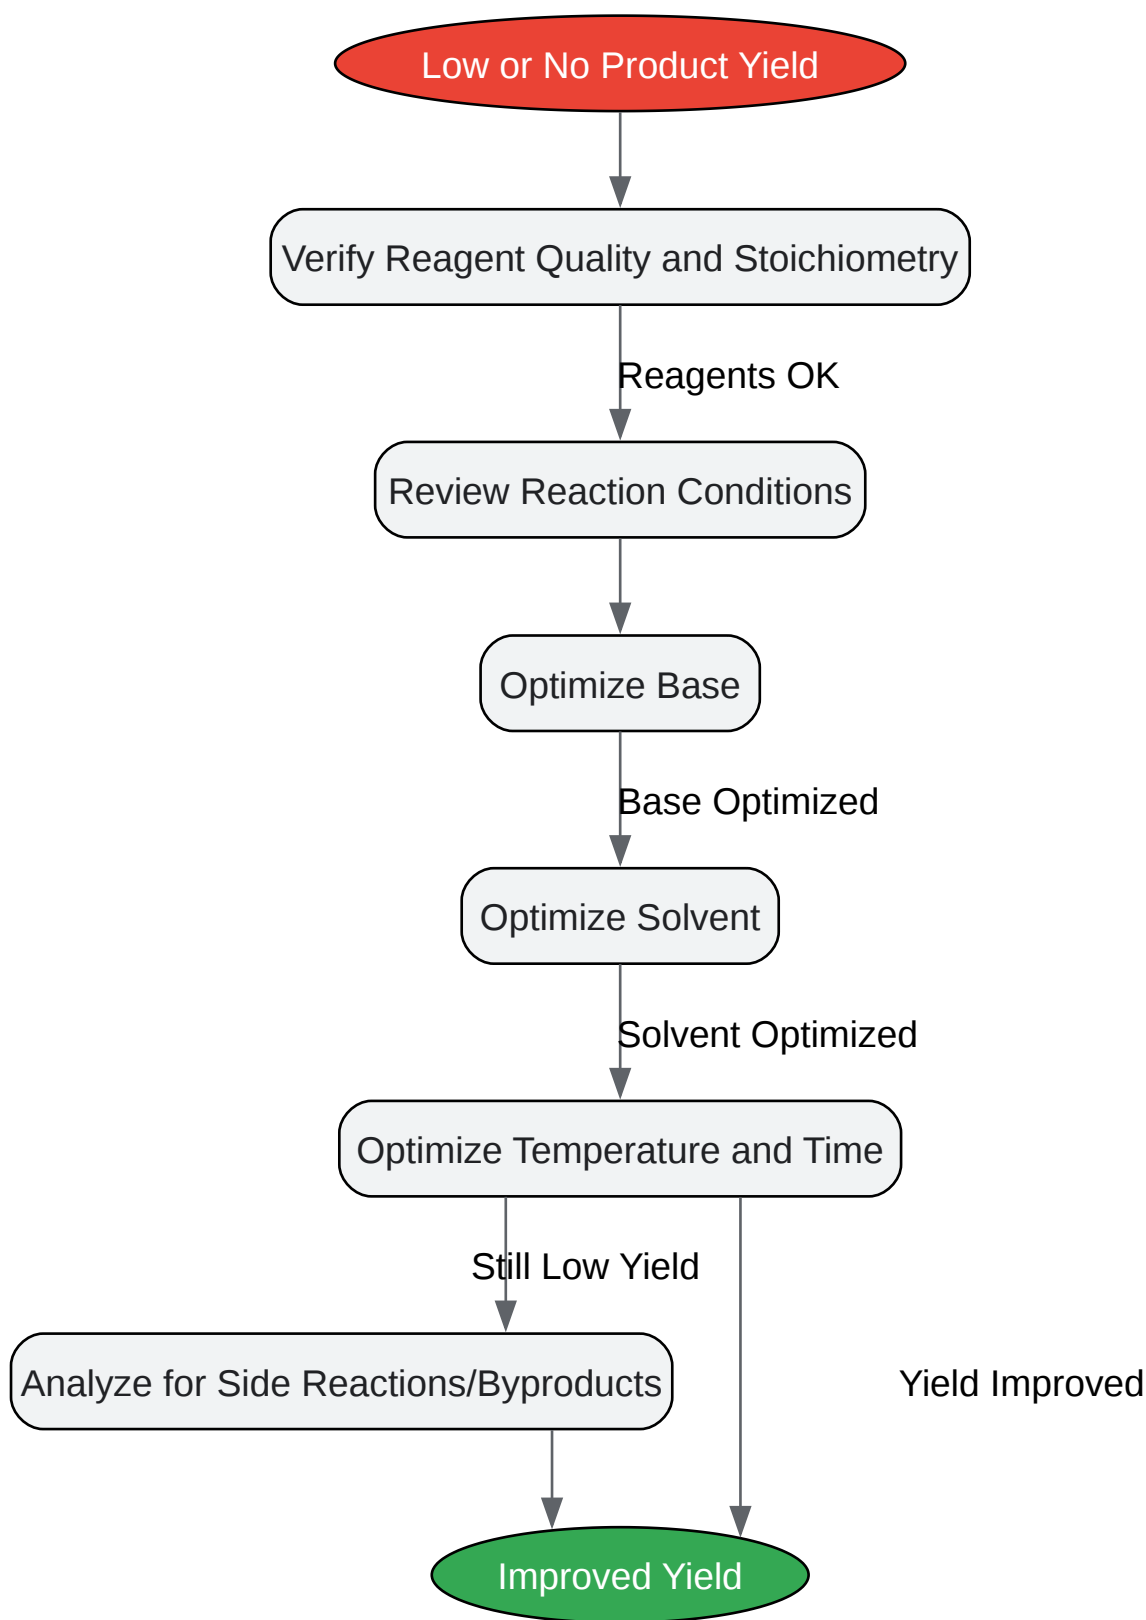 Low or No Product Yield
Verify Reagent Quality and Stoichiometry
Reagents OK
Review Reaction Conditions
Optimize Base
Base Optimized
Optimize Solvent
Solvent Optimized
Optimize Temperature and Time
Still Low Yield
Analyze for Side Reactions/Byproducts
Yield Improved
Improved Yield